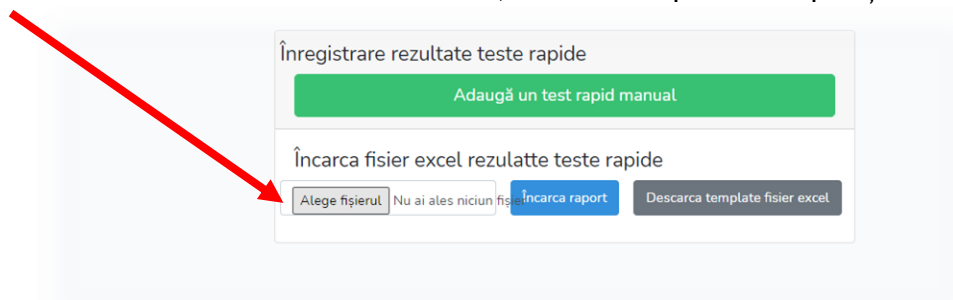 Înregistrare rezultate teste rapide
Adaugă un test rapid manual
Încarca fisier excel rezulatte teste rapide
Alege fișierul Nu ai ales niciun fișier Încarca raport Descarca template fisier excel